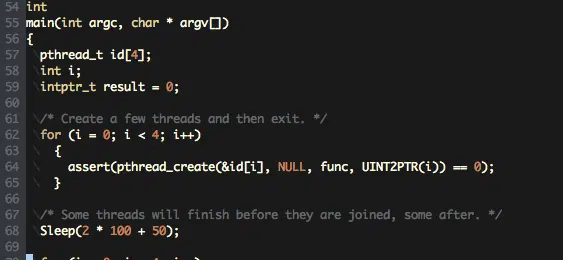 54 int
55 main(int argc, char * argv[])
56 {
57 pthread_t id[4];
58 int i;
59 intptr_t result = 0;
60
61 /* Create a few threads and then exit. */
62 for (i = 0; i < 4; i++)
63 {
64 assert(pthread_create(&id[i], NULL, func, UINT2PTR(i)) == 0);
65 }
66
67 /* Some threads will finish before they are joined, some after. */
68 Sleep(2 * 100 + 50);
69